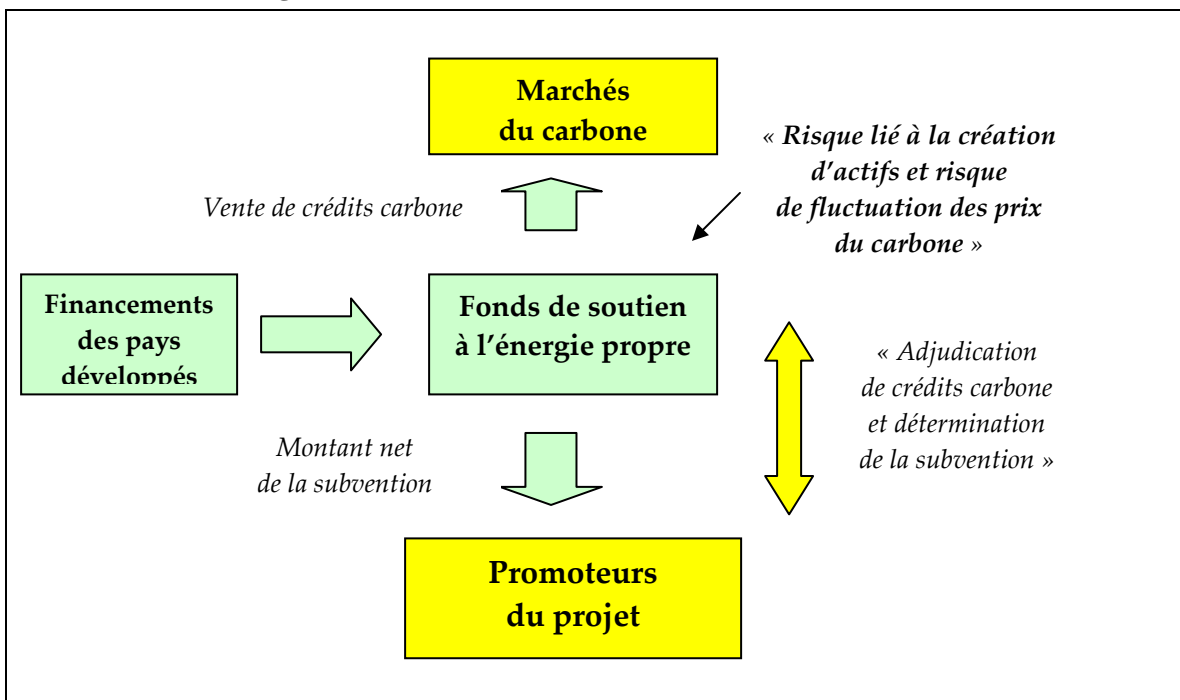 Marchés
du carbone
« Risque lié à la création
d’actifs et risque
de fluctuation des prix
du carbone »
Vente de crédits carbone
Financements
des pays
développés
Fonds de soutien
à l’énergie propre
« Adjudication
de crédits carbone
et détermination
de la subvention »
Montant net
de la subvention
Promoteurs
du projet